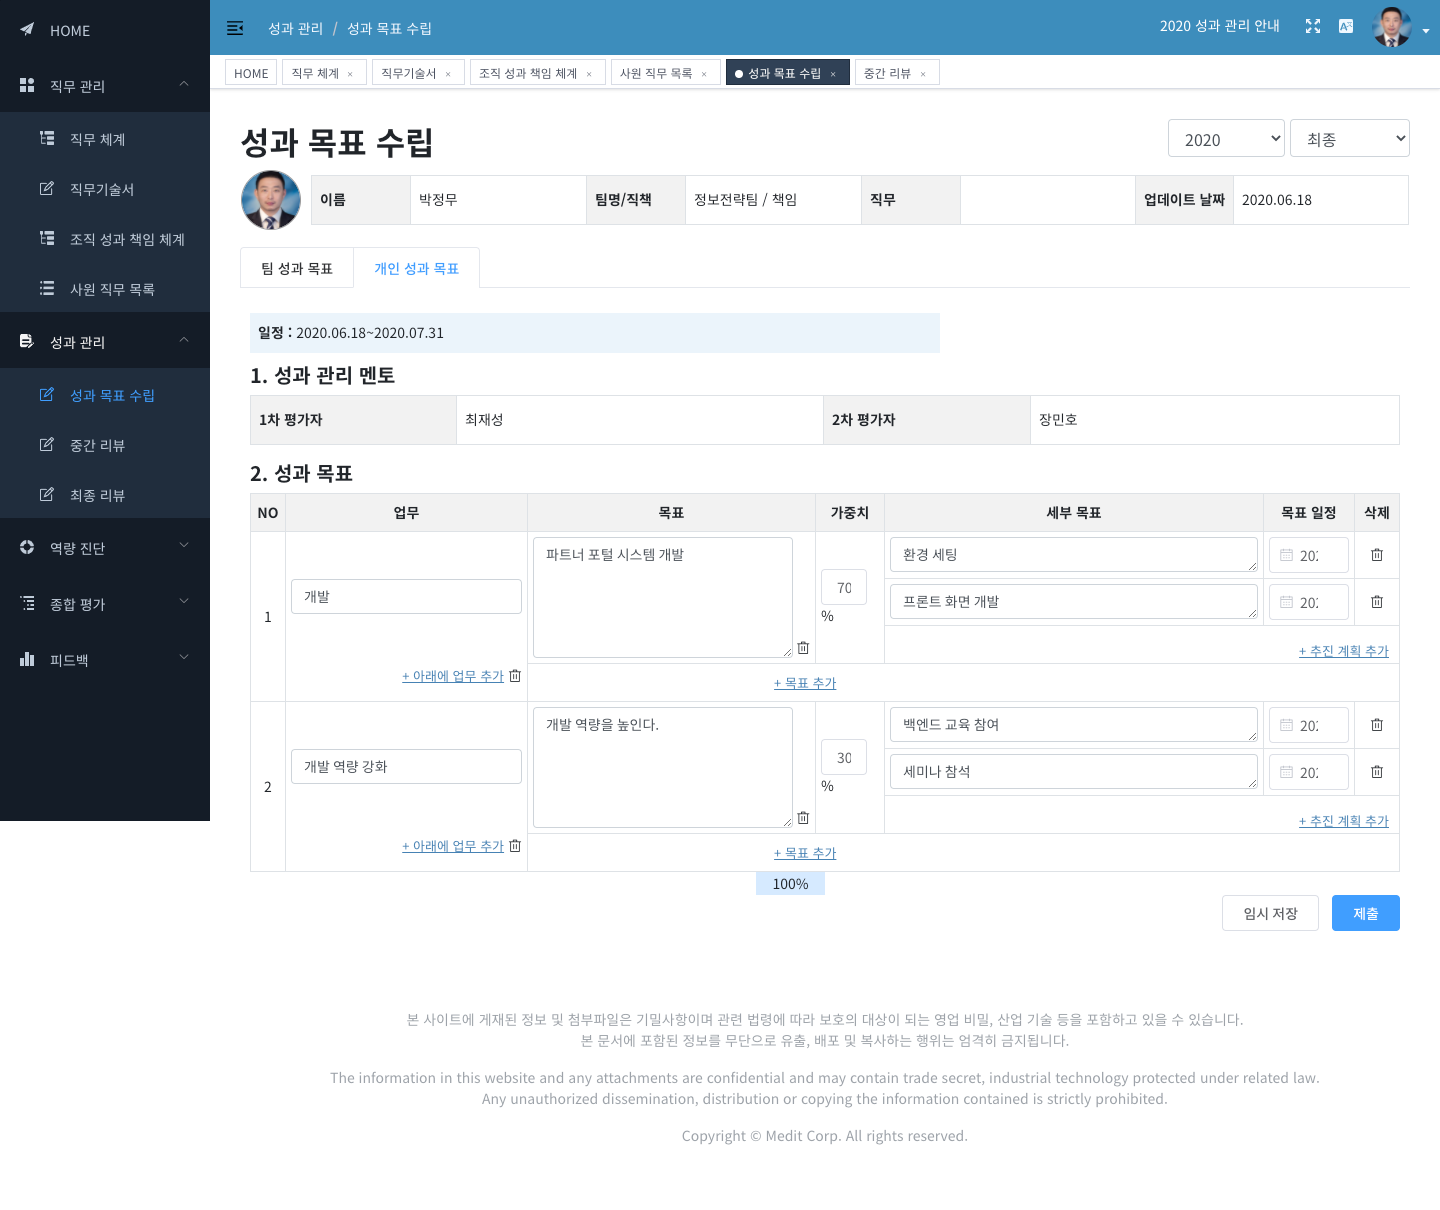 HOME
직무 관리
직무 체계
직무기술서
조직 성과 책임 체계
사원 직무 목록
성과 관리
성과 목표 수립
중간 리뷰
최종 리뷰
역량 진단
종합 평가
피드백
성과 관리 / 성과 목표 수립
2020 성과 관리 안내
HOME 직무 체계 × 직무기술서 × 조직 성과 책임 체계 × 사원 직무 목록 × 성과 목표 수립 × 중간 리뷰 ×
성과 목표 수립
2020 최종
이름 박정무 팀명/직책 정보전략팀 / 책임 직무 업데이트 날짜 2020.06.18
팀 성과 목표 개인 성과 목표
일정 : 2020.06.18~2020.07.31
1. 성과 관리 멘토
1차 평가자 최재성 2차 평가자 장민호
2. 성과 목표
NO 업무 목표 가중치 세부 목표 목표 일정 삭제
파트너 포털 시스템 개발 환경 세팅 202
개발 70 프론트 화면 개발 202
1 %
+ 추진 계획 추가
+ 아래에 업무 추가 + 목표 추가
개발 역량을 높인다. 백엔드 교육 참여 202
개발 역량 강화 30 세미나 참석 202
2 %
+ 추진 계획 추가
+ 아래에 업무 추가 + 목표 추가
100%
임시 저장 제출
본 사이트에 게재된 정보 및 첨부파일은 기밀사항이며 관련 법령에 따라 보호의 대상이 되는 영업 비밀, 산업 기술 등을 포함하고 있을 수 있습니다.
본 문서에 포함된 정보를 무단으로 유출, 배포 및 복사하는 행위는 엄격히 금지됩니다.
The information in this website and any attachments are confidential and may contain trade secret, industrial technology protected under related law.
Any unauthorized dissemination, distribution or copying the information contained is strictly prohibited.
Copyright © Medit Corp. All rights reserved.